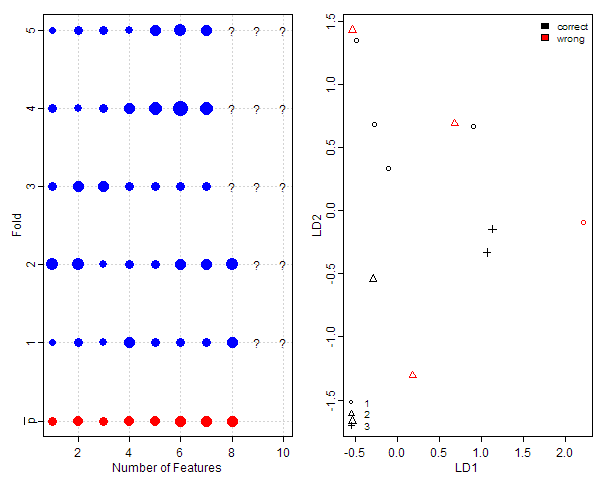 5 ? ? ?
4 ? ? ?
3 ? ? ?
2 ? ?
1 ? ?
p̅
Fold
2 4 6 8 10
Number of Features
correct
wrong
1.5
1.0
0.5
0.0
-0.5
-1.0
-1.5
LD2
1
2
3
-0.5 0.0 0.5 1.0 1.5 2.0
LD1